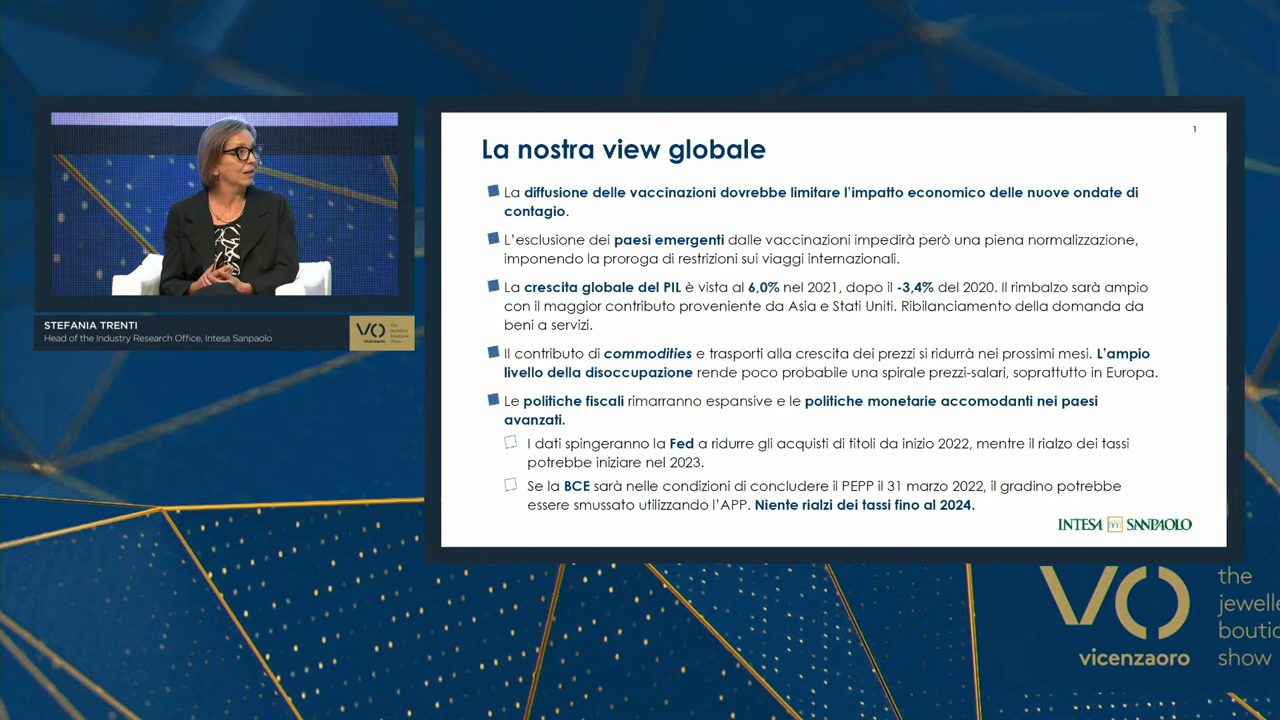 STEFANIA TRENTI
Head of the Industry Research Office, Intesa Sanpaolo
VO
vicenzaoro
the
jewellery
boutique
show
1
La nostra view globale
La diffusione delle vaccinazioni dovrebbe limitare l'impatto economico delle nuove ondate di
contagio.
L'esclusione dei paesi emergenti dalle vaccinazioni impedirà però una piena normalizzazione,
imponendo la proroga di restrizioni sui viaggi internazionali.
La crescita globale del PIL è vista al 6,0% nel 2021, dopo il -3,4% del 2020. Il rimbalzo sarà ampio
con il maggior contributo proveniente da Asia e Stati Uniti. Ribilanciamento della domanda da
beni a servizi.
Il contributo di commodities e trasporti alla crescita dei prezzi si ridurrà nei prossimi mesi. L'ampio
livello della disoccupazione rende poco probabile una spirale prezzi-salari, soprattutto in Europa.
Le politiche fiscali rimarranno espansive e le politiche monetarie accomodanti nei paesi
avanzati.
I dati spingeranno la Fed a ridurre gli acquisti di titoli da inizio 2022, mentre il rialzo dei tassi
potrebbe iniziare nel 2023.
Se la BCE sarà nelle condizioni di concludere il PEPP il 31 marzo 2022, il gradino potrebbe
essere smussato utilizzando l'APP. Niente rialzi dei tassi fino al 2024.
INTESA SANPAOLO
VO
vicenzaoro
the
jewelle
boutic
show